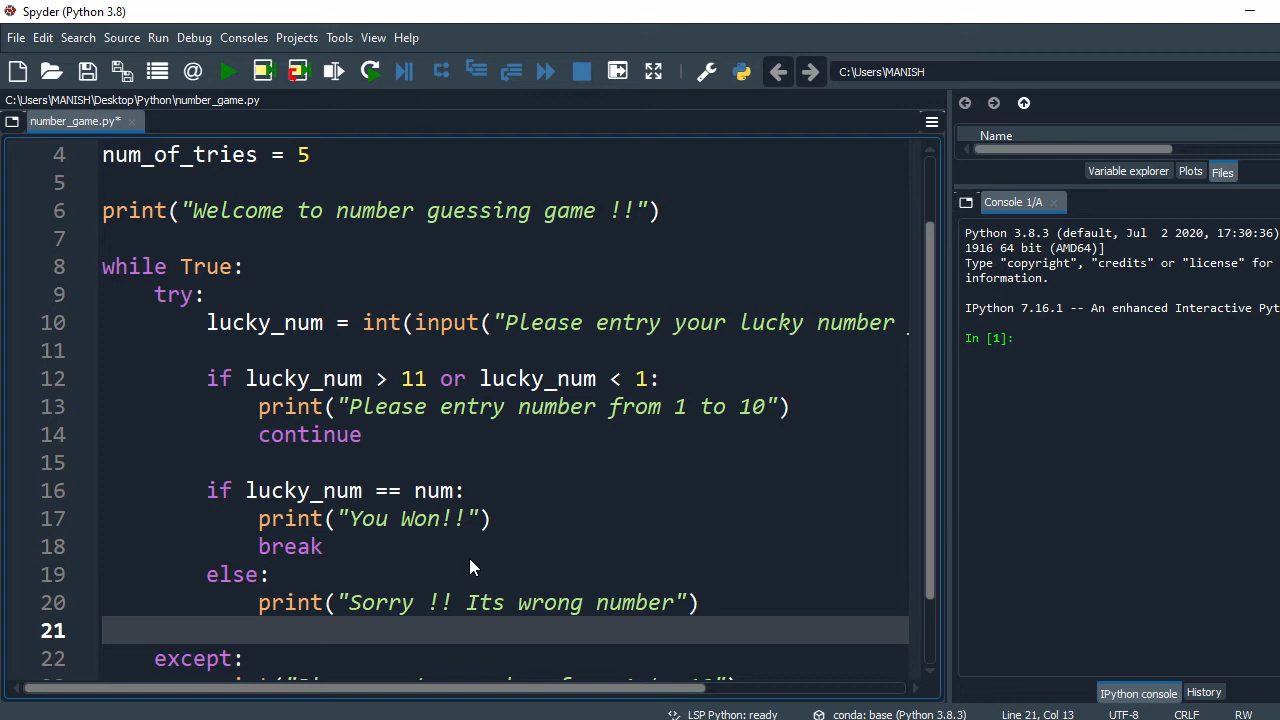 Spyder (Python 3.8)
File Edit Search Source Run Debug Consoles Projects Tools View Help
C:\Users\MANISH
C:\Users\MANISH\Desktop\Python\number_game.py
number_game.py*
4 num_of_tries = 5
5
6 print("Welcome to number guessing game !!")
7
8 while True:
9 try:
10 lucky_num = int(input("Please entry your lucky number
11
12 if lucky_num > 11 or lucky_num < 1:
13 print("Please entry number from 1 to 10")
14 continue
15
16 if lucky_num == num:
17 print("You Won!!")
18 break
19 else:
20 print("Sorry !! Its wrong number")
21
22 except:
Name
Variable explorer Plots Files
Console 1/A
Python 3.8.3 (default, Jul 2 2020, 17:30:36)
1916 64 bit (AMD64)]
Type "copyright", "credits" or "license" for
information.
IPython 7.16.1 -- An enhanced Interactive Pyt
In [1]:
IPython console History
LSP Python: ready conda: base (Python 3.8.3) Line 21, Col 13 UTF-8 CRLF RW